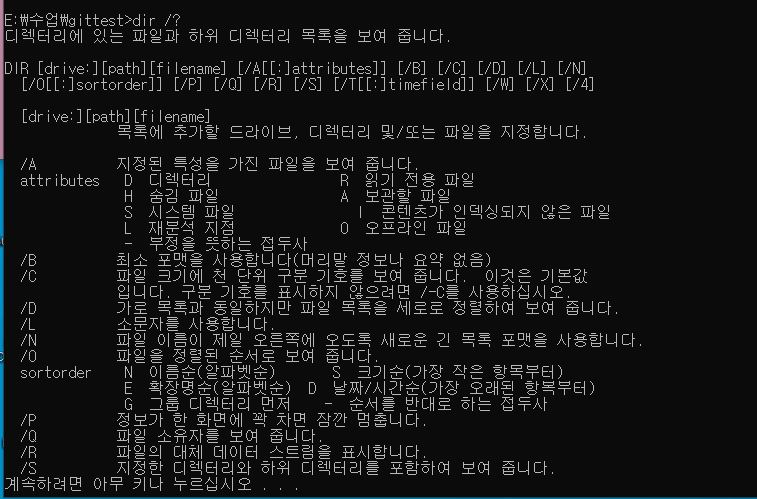 E:\수업\gittest>dir /?
디렉터리에 있는 파일과 하위 디렉터리 목록을 보여 줍니다.
DIR [drive:][path][filename] [/A[[:]attributes]] [/B] [/C] [/D] [/L] [/N]
[/O[[:]sortorder]] [/P] [/Q] [/R] [/S] [/T[[:]timefield]] [/W] [/X] [/4]
[drive:][path][filename]
목록에 추가할 드라이브, 디렉터리 및/또는 파일을 지정합니다.
/A 지정된 특성을 가진 파일을 보여 줍니다.
attributes D 디렉터리 R 읽기 전용 파일
H 숨김 파일 A 보관할 파일
S 시스템 파일 I 콘텐츠가 인덱싱되지 않은 파일
L 재분석 지점 O 오프라인 파일
- 부정을 뜻하는 접두사
/B 최소 포맷을 사용합니다(머리말 정보나 요약 없음)
/C 파일 크기에 천 단위 구분 기호를 보여 줍니다. 이것은 기본값
입니다. 구분 기호를 표시하지 않으려면 /-C를 사용하십시오.
/D 가로 목록과 동일하지만 파일 목록을 세로로 정렬하여 보여 줍니다.
/L 소문자를 사용합니다.
/N 파일 이름이 제일 오른쪽에 오도록 새로운 긴 목록 포맷을 사용합니다.
/O 파일을 정렬된 순서로 보여 줍니다.
sortorder N 이름순(알파벳순) S 크기순(가장 작은 항목부터)
E 확장명순(알파벳순) D 날짜/시간순(가장 오래된 항목부터)
G 그룹 디렉터리 먼저 - 순서를 반대로 하는 접두사
/P 정보가 한 화면에 꽉 차면 잠깐 멈춥니다.
/Q 파일 소유자를 보여 줍니다.
/R 파일의 대체 데이터 스트림을 표시합니다.
/S 지정한 디렉터리와 하위 디렉터리를 포함하여 보여 줍니다.
계속하려면 아무 키나 누르십시오 . . .